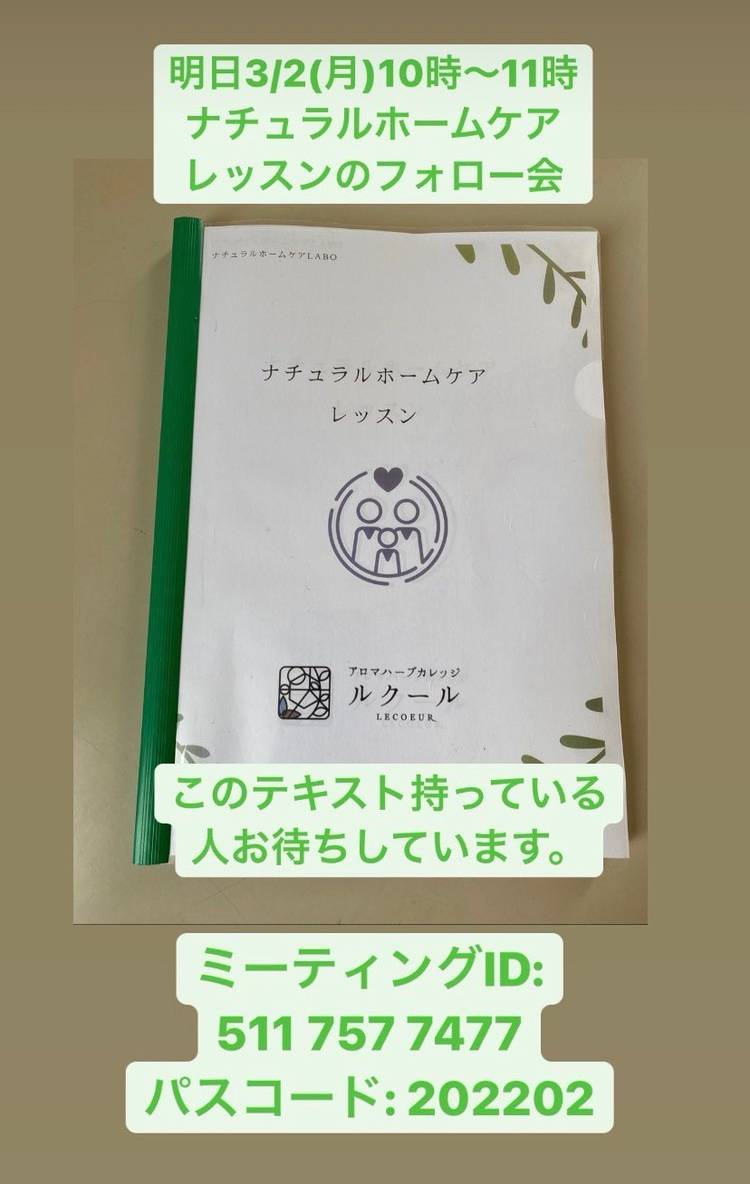 明日3/2(月)10時〜11時
ナチュラルホームケア
レッスンのフォロー会
ナチュラルホームケアLABO
ナチュラルホームケア
レッスン
アロマハーブカレッジ
ルクール
LECOEUR
このテキスト持っている
人お待ちしています。
ミーティングID:
511 757 7477
パスコード: 202202